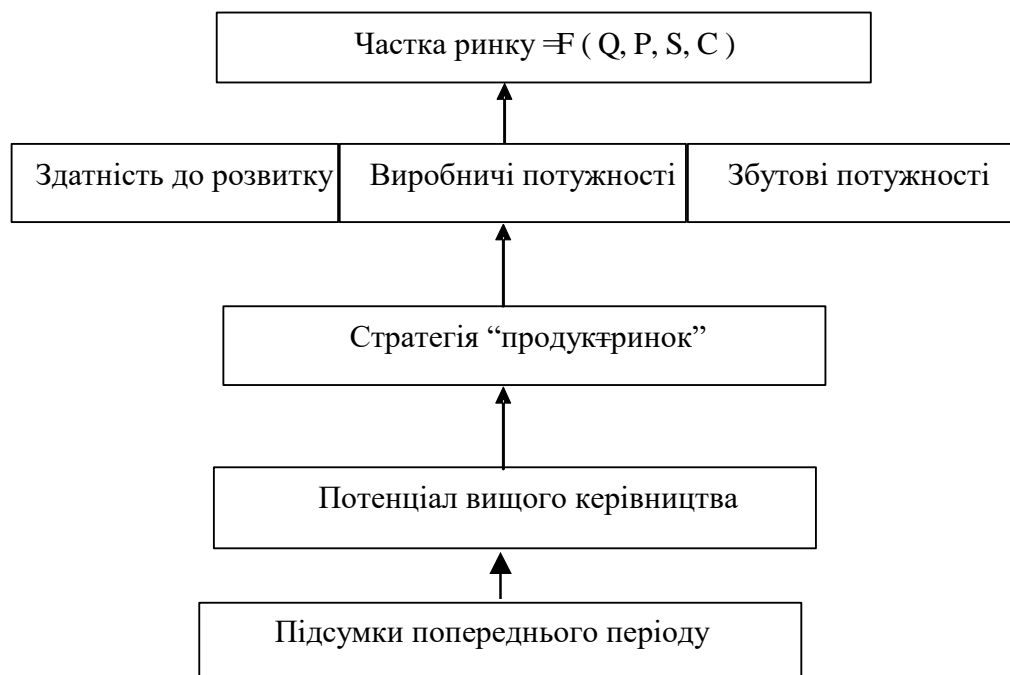 Частка ринку =F ( Q, P, S, C )
Здатність до розвитку Виробничі потужності Збутові потужності
Стратегія “продукт-ринок”
Потенціал вищого керівництва
Підсумки попереднього періоду